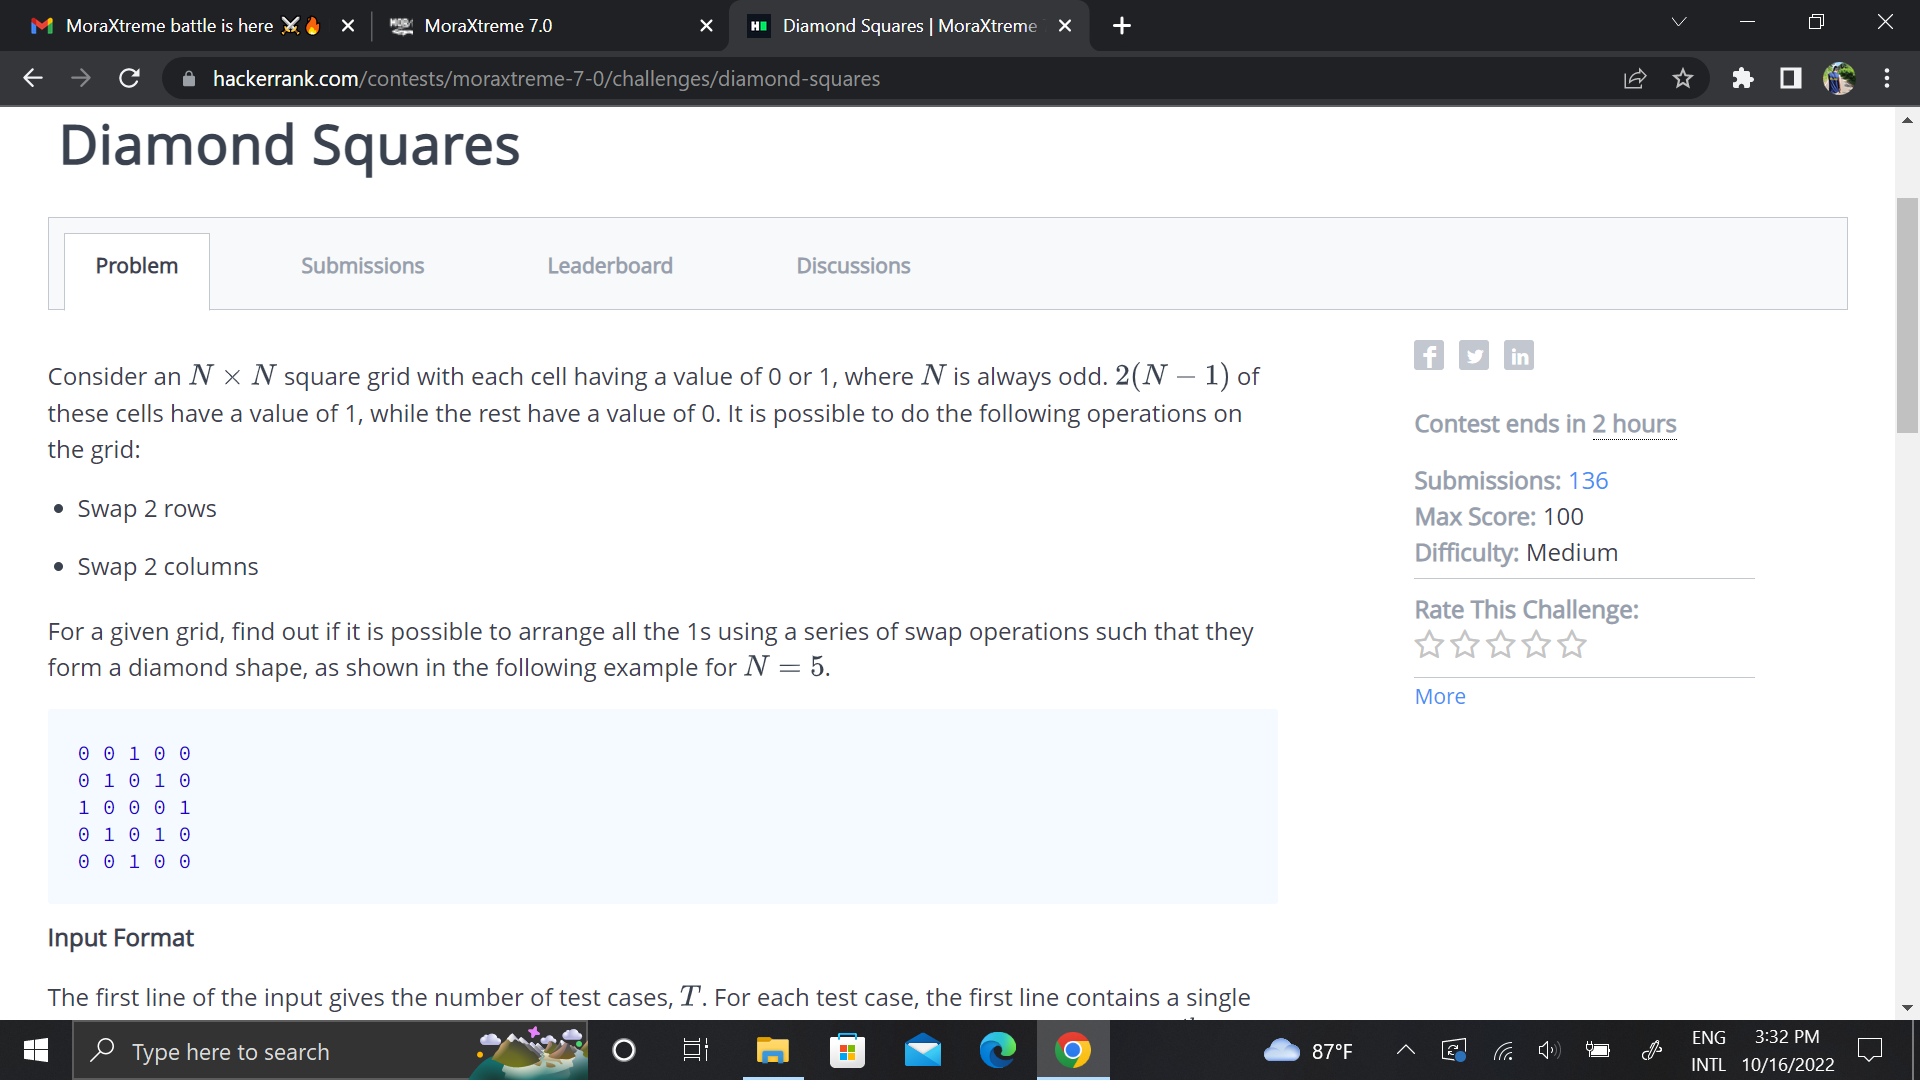 MoraXtreme battle is here ⚔️🔥
MoraXtreme 7.0
Diamond Squares | MoraXtreme
hackerrank.com/contests/moraxtreme-7-0/challenges/diamond-squares
Diamond Squares
Problem
Submissions
Leaderboard
Discussions
Consider an N × N square grid with each cell having a value of 0 or 1, where N is always odd. 2(N − 1) of
these cells have a value of 1, while the rest have a value of 0. It is possible to do the following operations on
the grid:
• Swap 2 rows
• Swap 2 columns
For a given grid, find out if it is possible to arrange all the 1s using a series of swap operations such that they
form a diamond shape, as shown in the following example for N = 5.
0 0 1 0 0
0 1 0 1 0
1 0 0 0 1
0 1 0 1 0
0 0 1 0 0
Input Format
The first line of the input gives the number of test cases, T. For each test case, the first line contains a single
Contest ends in 2 hours
Submissions: 136
Max Score: 100
Difficulty: Medium
Rate This Challenge:
More
Type here to search
87°F
ENG
INTL
3:32 PM
10/16/2022